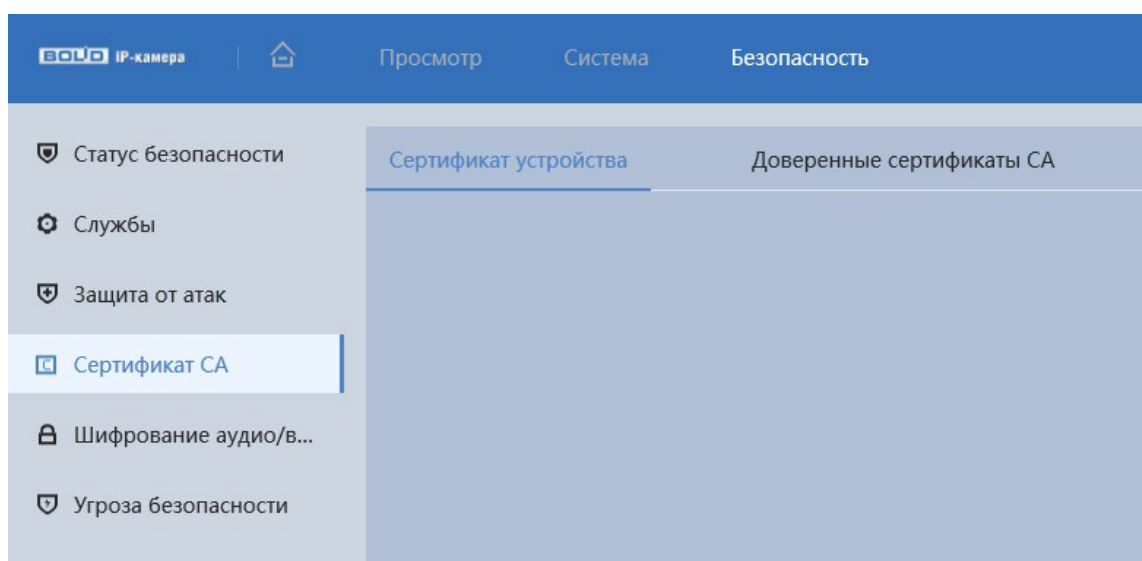 BOLID IP-камера Просмотр Система Безопасность
Статус безопасности
Сертификат устройства Доверенные сертификаты CA
Службы
Защита от атак
Сертификат CA
Шифрование аудио/в...
Угроза безопасности